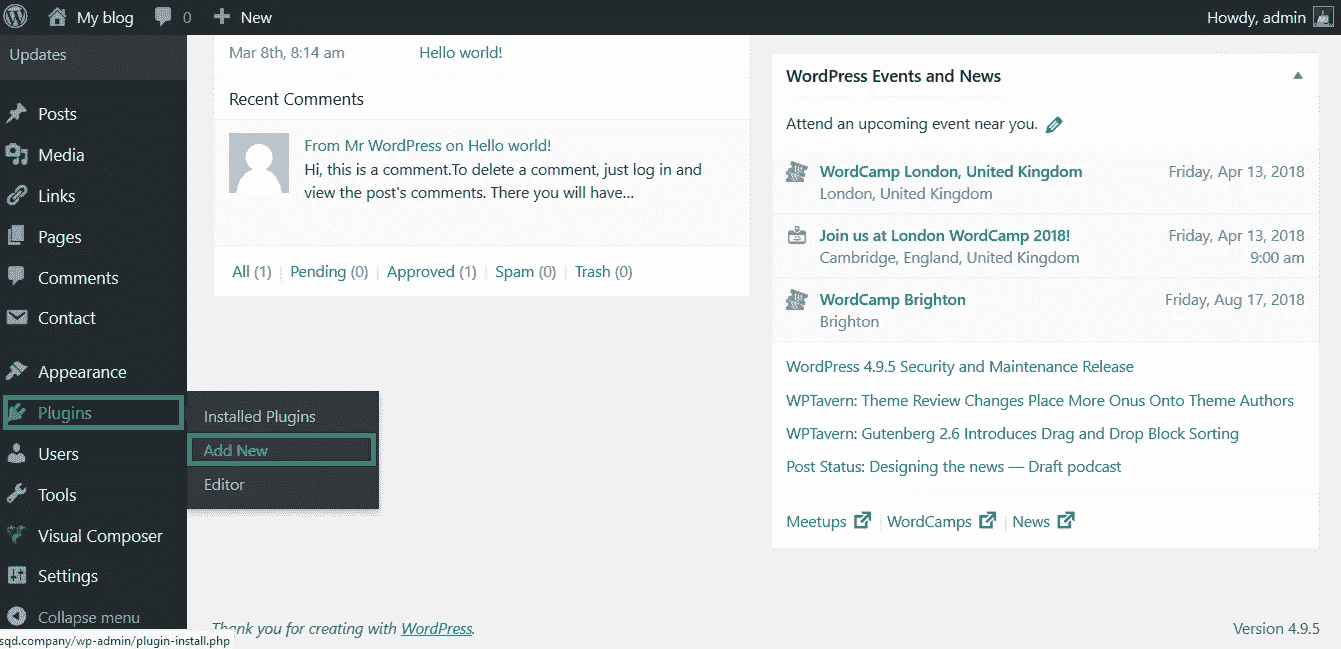 My blog 0 New Howdy, admin
Updates
Posts
Media
Links
Pages
Comments
Contact
Appearance
Plugins
Users
Tools
Visual Composer
Settings
Collapse menu
Installed Plugins
Add New
Editor
Mar 8th, 8:14 am Hello world!
Recent Comments
From Mr WordPress on Hello world!
Hi, this is a comment.To delete a comment, just log in and
view the post's comments. There you will have...
All (1) | Pending (0) | Approved (1) | Spam (0) | Trash (0)
WordPress Events and News
Attend an upcoming event near you.
WordCamp London, United Kingdom Friday, Apr 13, 2018
London, United Kingdom
Join us at London WordCamp 2018! Friday, Apr 13, 2018
Cambridge, England, United Kingdom 9:00 am
WordCamp Brighton Friday, Aug 17, 2018
Brighton
WordPress 4.9.5 Security and Maintenance Release
WPTavern: Theme Review Changes Place More Onus Onto Theme Authors
WPTavern: Gutenberg 2.6 Introduces Drag and Drop Block Sorting
Post Status: Designing the news — Draft podcast
Meetups | WordCamps | News
Thank you for creating with WordPress. Version 4.9.5
sqd.company/wp-admin/plugin-install.php